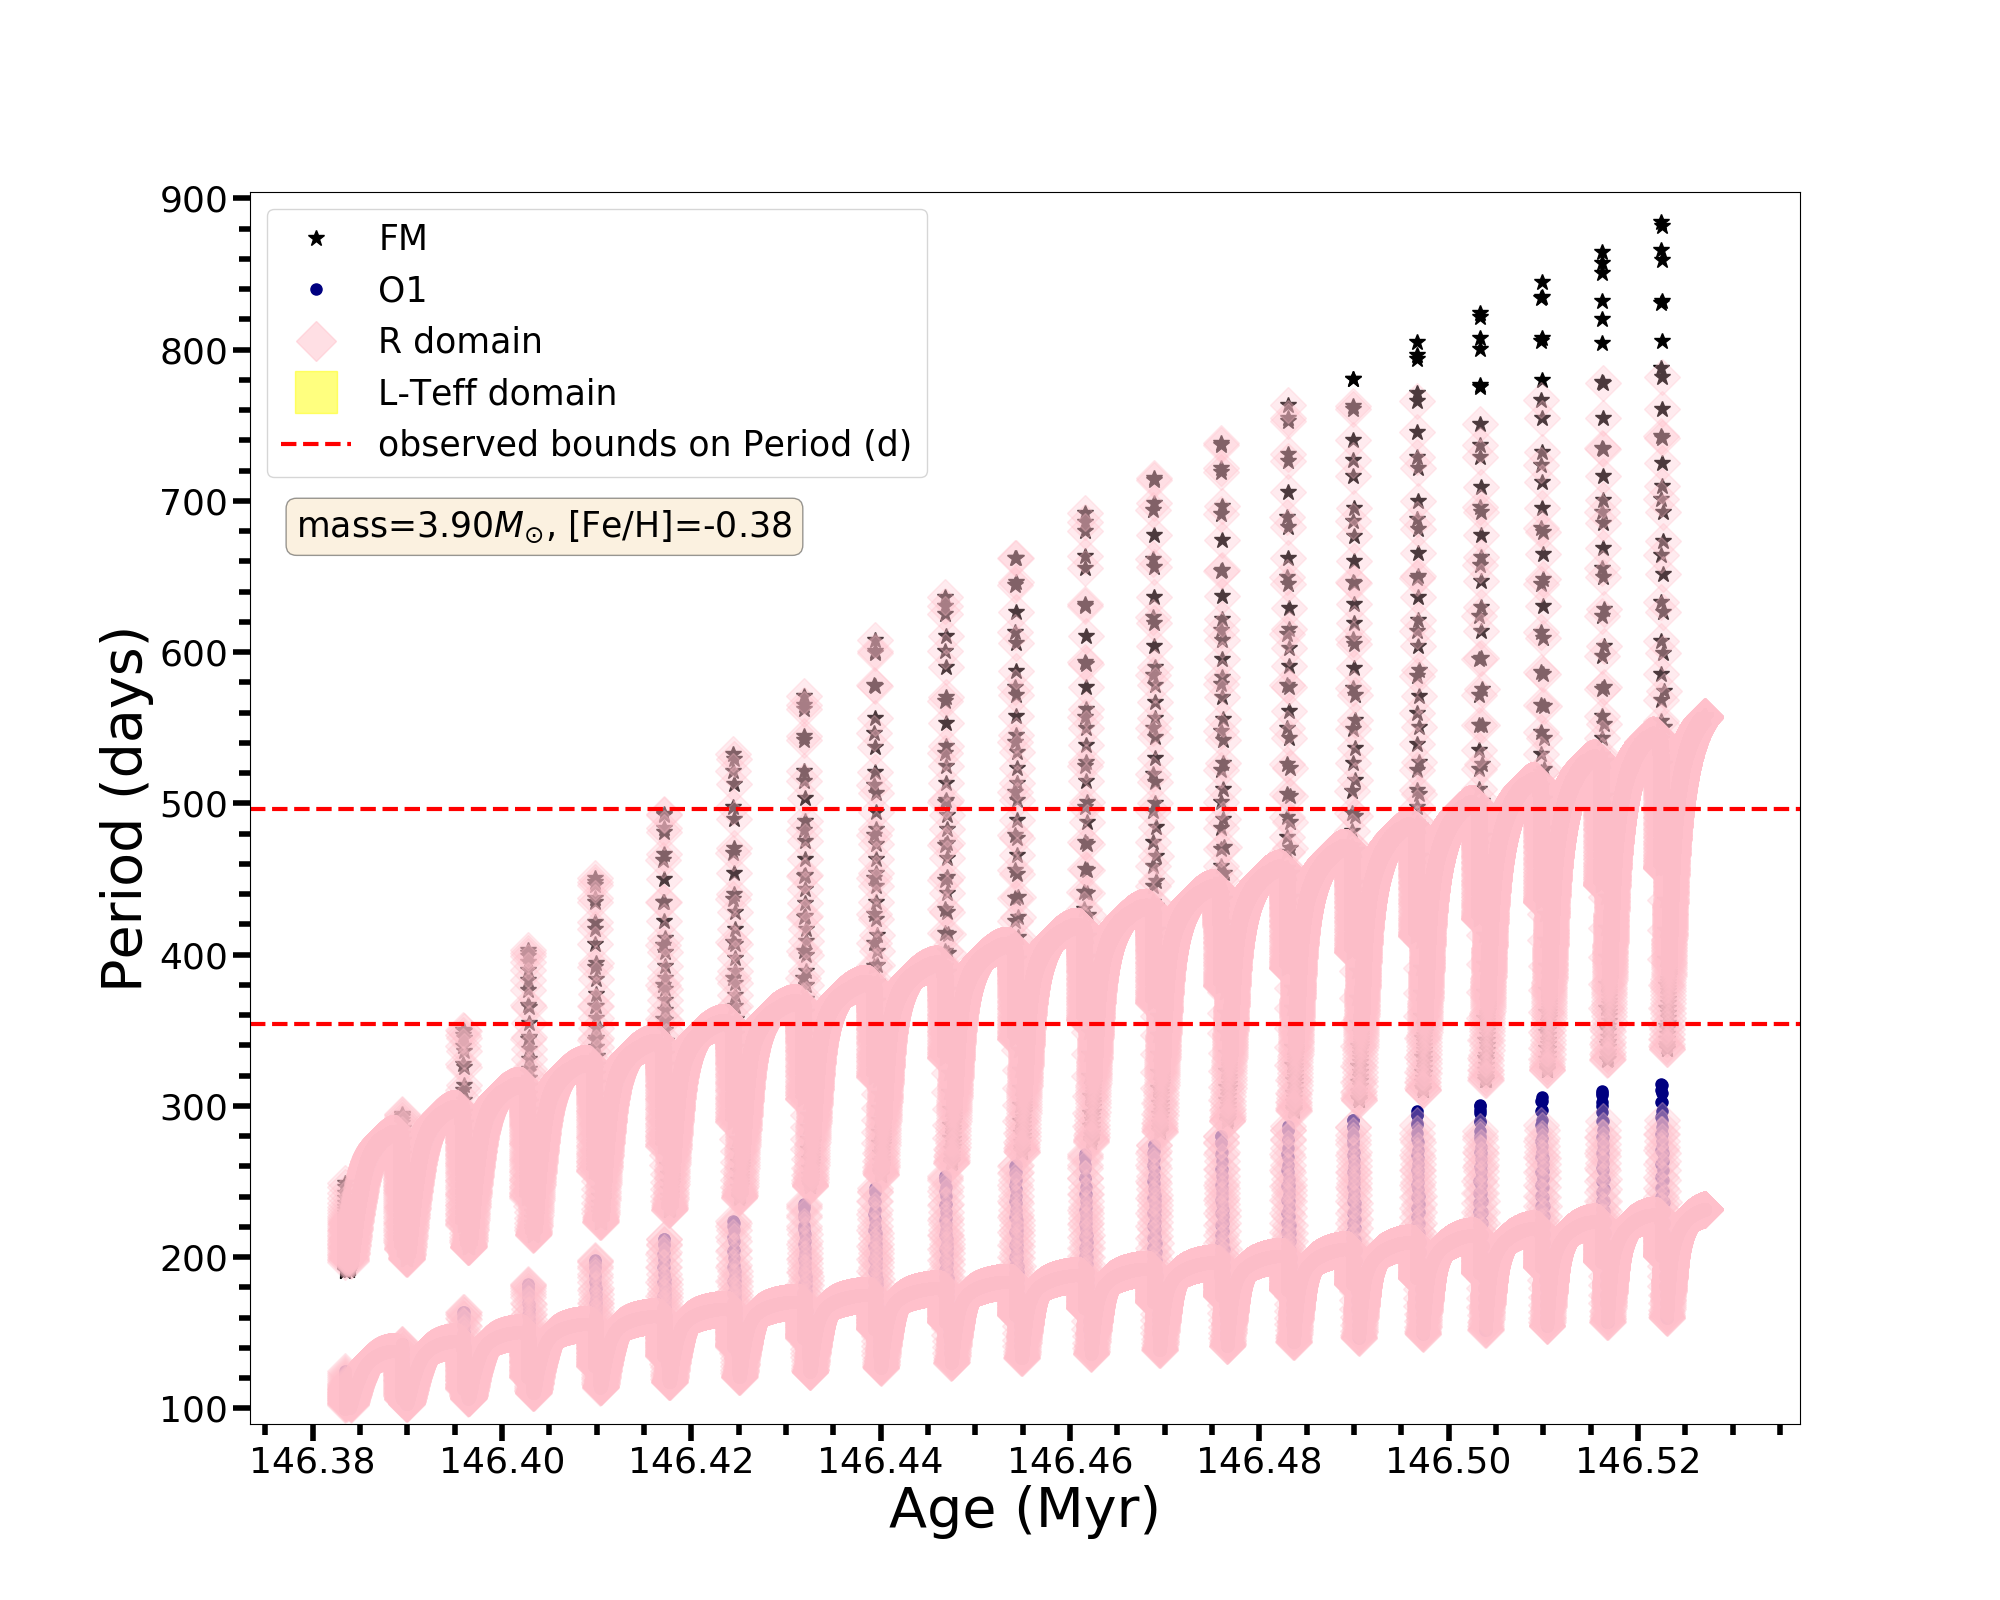 900
800
700
600
500
400
300
200
100
Period (days)
FM
O1
R domain
L-Teff domain
observed bounds on Period (d)
mass=3.90M⊙, [Fe/H]=-0.38
146.38 146.40 146.42 146.44 146.46 146.48 146.50 146.52
Age (Myr)